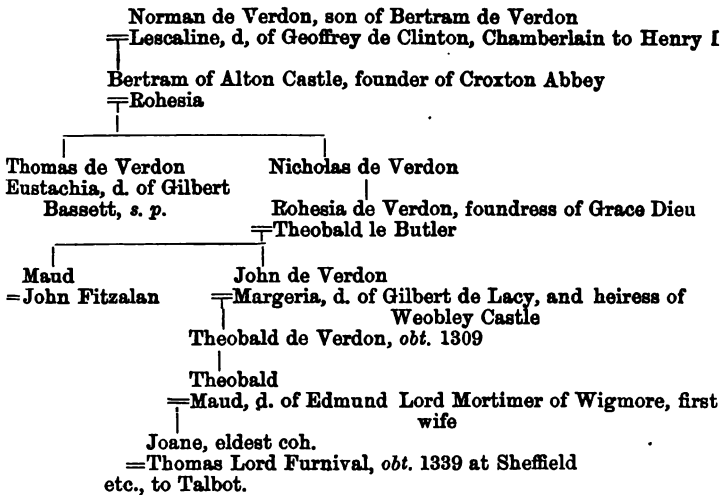 Norman de Verdon, son of Bertram de Verdon
=Lescaline, d, of Geoffrey de Clinton, Chamberlain to Henry I
Bertram of Alton Castle, founder of Croxton Abbey
=Rohesia
Thomas de Verdon
Eustachia, d. of Gilbert
Bassett, s. p.
Nicholas de Verdon
Rohesia de Verdon, foundress of Grace Dieu
=Theobald le Butler
Maud
=John Fitzalan
John de Verdon
=Margeria, d. of Gilbert de Lacy, and heiress of
Weobley Castle
Theobald de Verdon, obt. 1309
Theobald
=Maud, d. of Edmund Lord Mortimer of Wigmore, first
wife
Joane, eldest coh.
=Thomas Lord Furnival, obt. 1339 at Sheffield
etc., to Talbot.